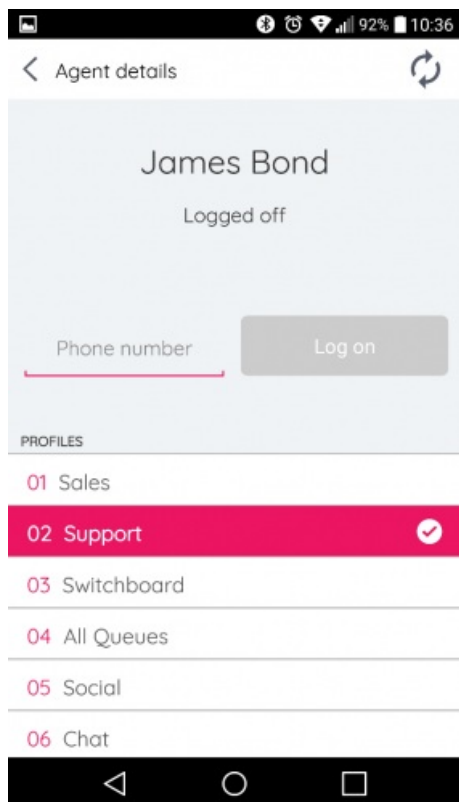 92% 10:36
Agent details
James Bond
Logged off
Phone number Log on
PROFILES
01 Sales
02 Support
03 Switchboard
04 All Queues
05 Social
06 Chat